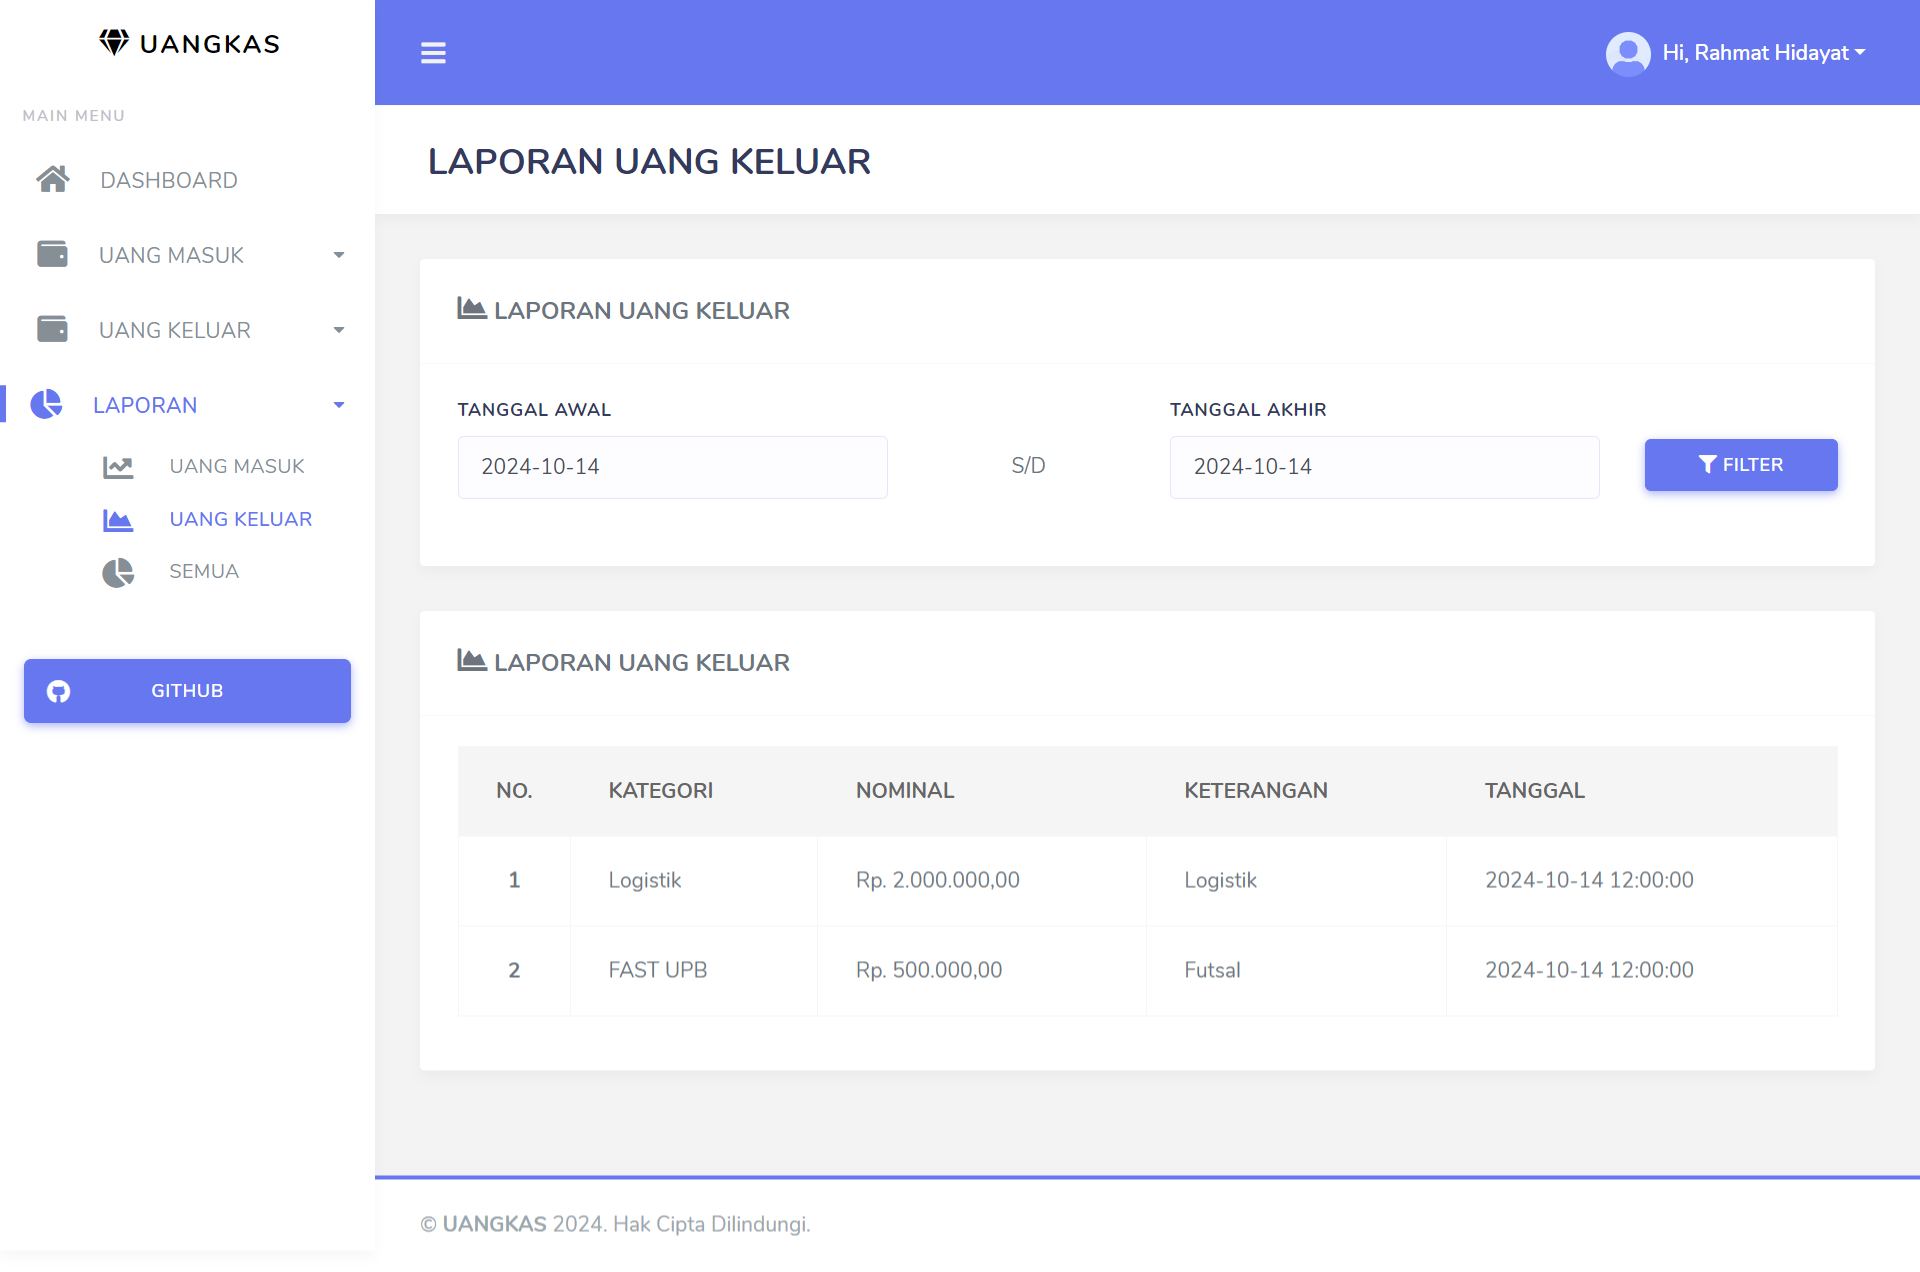 UANGKAS
MAIN MENU
DASHBOARD
UANG MASUK
UANG KELUAR
LAPORAN
UANG MASUK
UANG KELUAR
SEMUA
GITHUB
Hi, Rahmat Hidayat
LAPORAN UANG KELUAR
LAPORAN UANG KELUAR
TANGGAL AWAL
TANGGAL AKHIR
2024-10-14 S/D 2024-10-14 FILTER
LAPORAN UANG KELUAR
NO. KATEGORI NOMINAL KETERANGAN TANGGAL
1 Logistik Rp. 2.000.000,00 Logistik 2024-10-14 12:00:00
2 FAST UPB Rp. 500.000,00 Futsal 2024-10-14 12:00:00
© UANGKAS 2024. Hak Cipta Dilindungi.